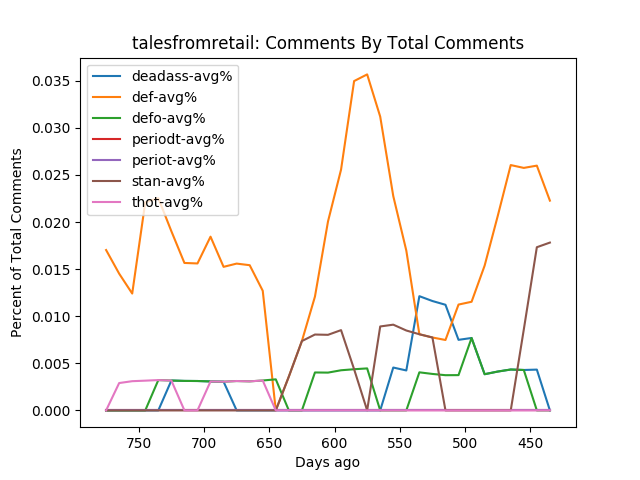 talesfromretail: Comments By Total Comments
deadass-avg%
def-avg%
defo-avg%
periodt-avg%
periot-avg%
stan-avg%
thot-avg%
Percent of Total Comments
0.035
0.030
0.025
0.020
0.015
0.010
0.005
0.000
750 700 650 600 550 500 450
Days ago